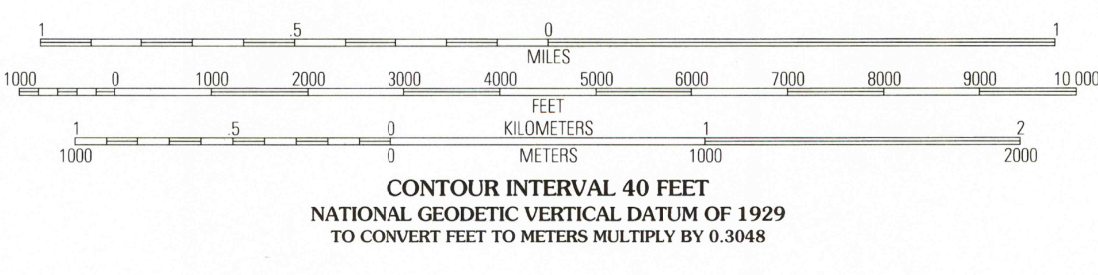 1 .5 0 1
MILES
1000 0 1000 2000 3000 4000 5000 6000 7000 8000 9000 10 000
FEET
1 .5 0 KILOMETERS 1 2
1000 0 METERS 1000 2000
CONTOUR INTERVAL 40 FEET
NATIONAL GEODETIC VERTICAL DATUM OF 1929
TO CONVERT FEET TO METERS MULTIPLY BY 0.3048